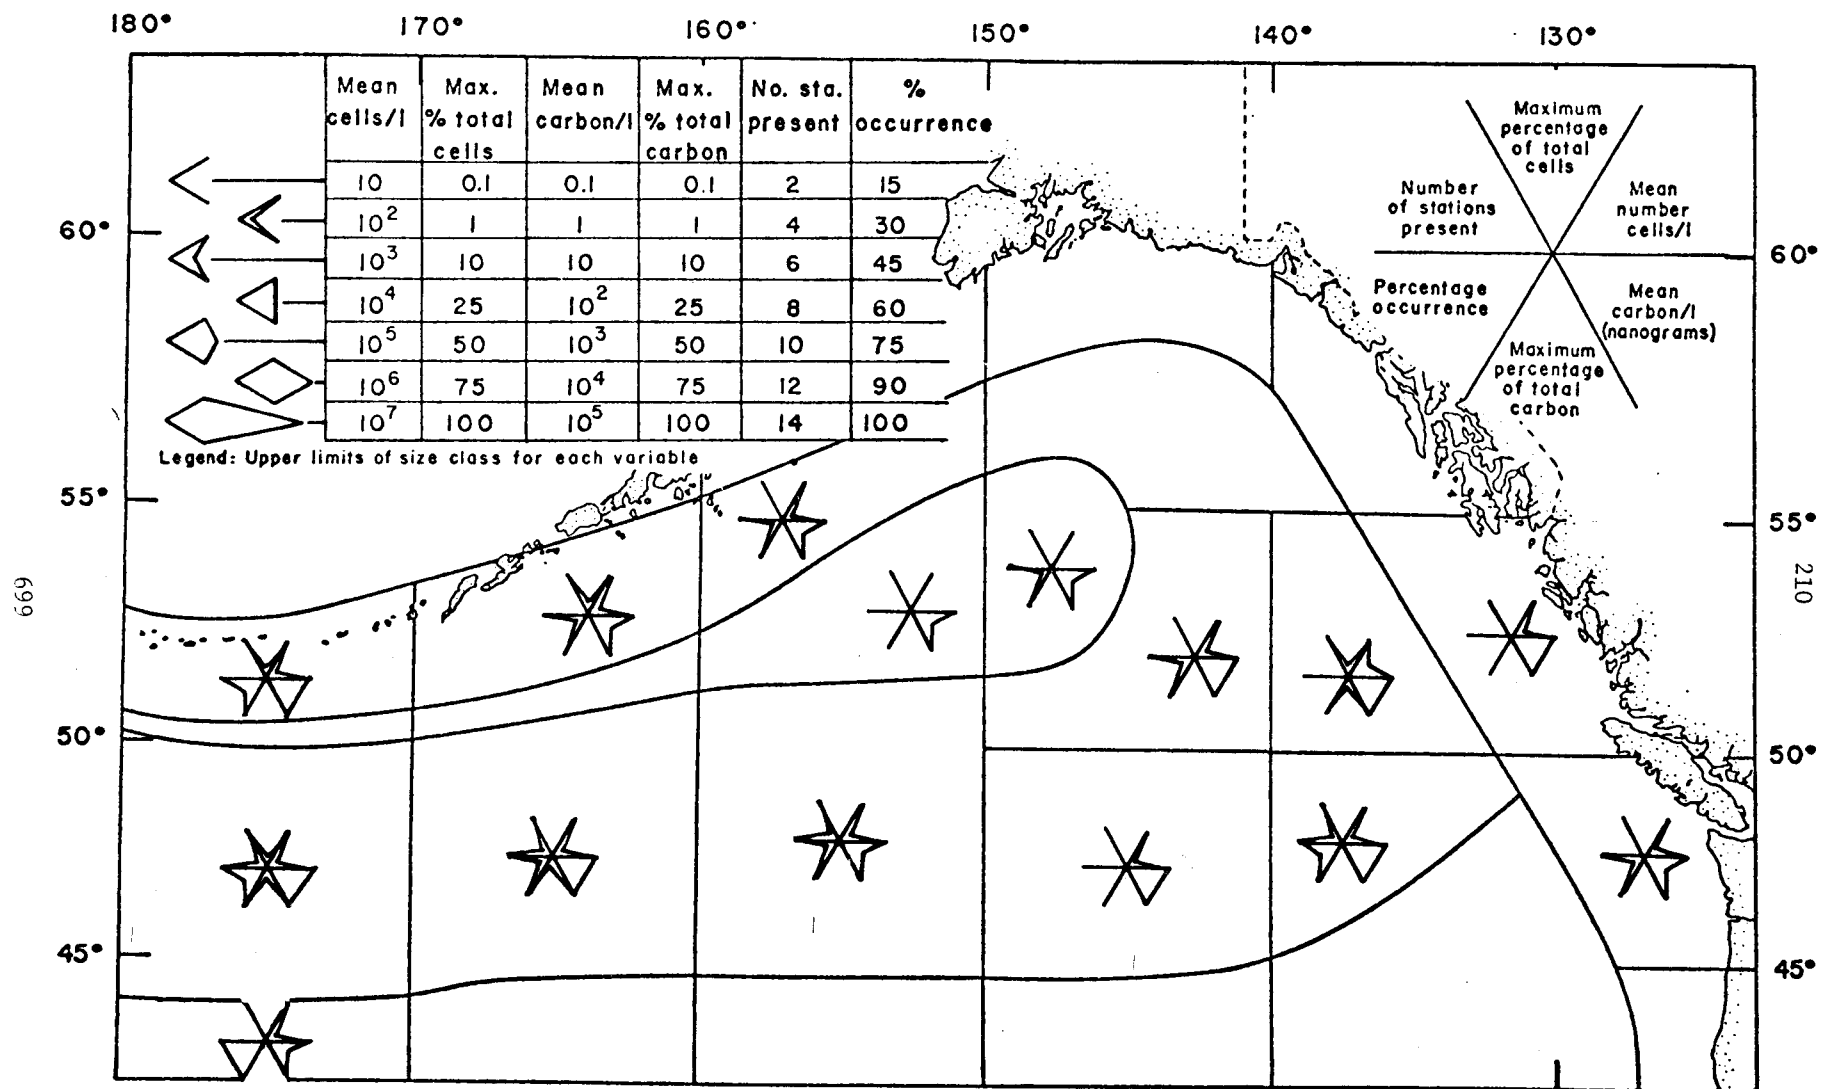 180° 170° 160° 150° 140° 130°
Mean Max. Mean Max. No. sta. %
cells/l % total carbon/l % total present occurrence
cells carbon
10 0.1 0.1 0.1 2 15
10² 1 1 1 4 30
10³ 10 10 10 6 45
10⁴ 25 10² 25 8 60
10⁵ 50 10³ 50 10 75
10⁶ 75 10⁴ 75 12 90
10⁷ 100 10⁵ 100 14 100
Legend: Upper limits of size class for each variable
Maximum
percentage
of total
cells
Number
of stations
present
Mean
number
cells/l
Percentage
occurrence
Mean
carbon/l
(nanograms)
Maximum
percentage
of total
carbon
60° 60°
55° 55°
50° 50°
45° 45°
669
210